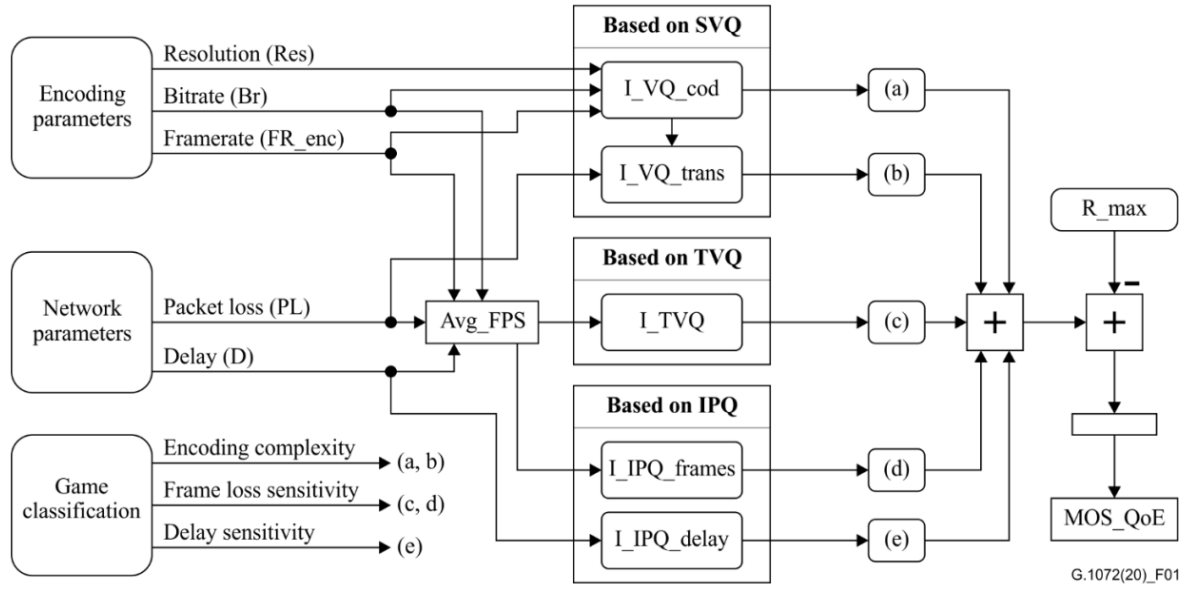 Based on SVQ
Resolution (Res)
Encoding
parameters
Bitrate (Br)
Framerate (FR_enc)
I_VQ_cod
(a)
I_VQ_trans
(b)
R_max
Based on TVQ
Network
parameters
Packet loss (PL)
Delay (D)
Avg_FPS
I_TVQ
(c)
+
−
+
Based on IPQ
Game
classification
Encoding complexity
(a, b)
Frame loss sensitivity
(c, d)
Delay sensitivity
(e)
I_IPQ_frames
(d)
I_IPQ_delay
(e)
MOS_QoE
G.1072(20)_F01